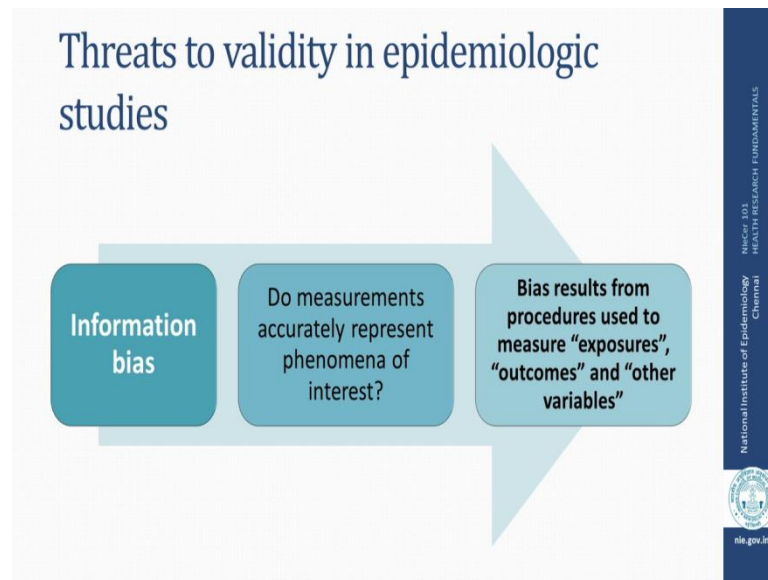 Threats to validity in epidemiologic
studies
Information
bias
Do measurements
accurately represent
phenomena of
interest?
Bias results from
procedures used to
measure “exposures”,
“outcomes” and “other
variables”
NIeCer 101
HEALTH RESEARCH FUNDAMENTALS
National Institute of Epidemiology
Chennai
nie.gov.in